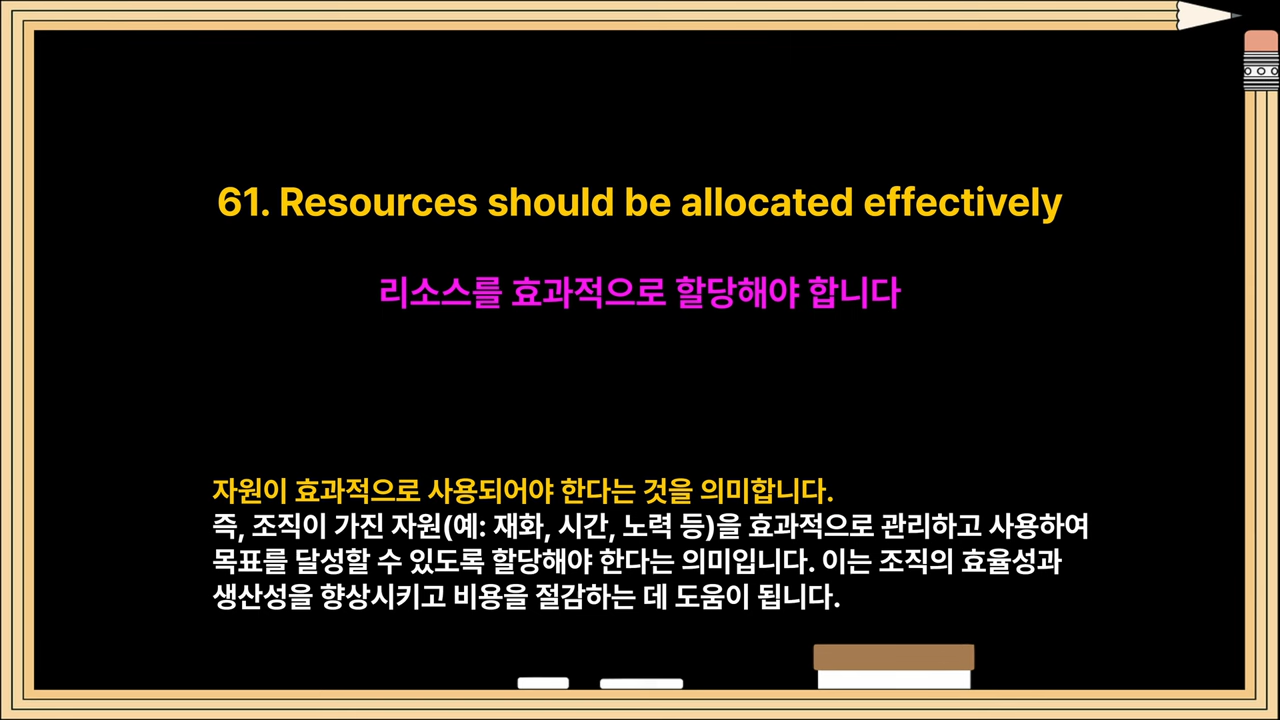 61. Resources should be allocated effectively
리소스를 효과적으로 할당해야 합니다
자원이 효과적으로 사용되어야 한다는 것을 의미합니다.
즉, 조직이 가진 자원(예: 재화, 시간, 노력 등)을 효과적으로 관리하고 사용하여
목표를 달성할 수 있도록 할당해야 한다는 의미입니다. 이는 조직의 효율성과
생산성을 향상시키고 비용을 절감하는 데 도움이 됩니다.